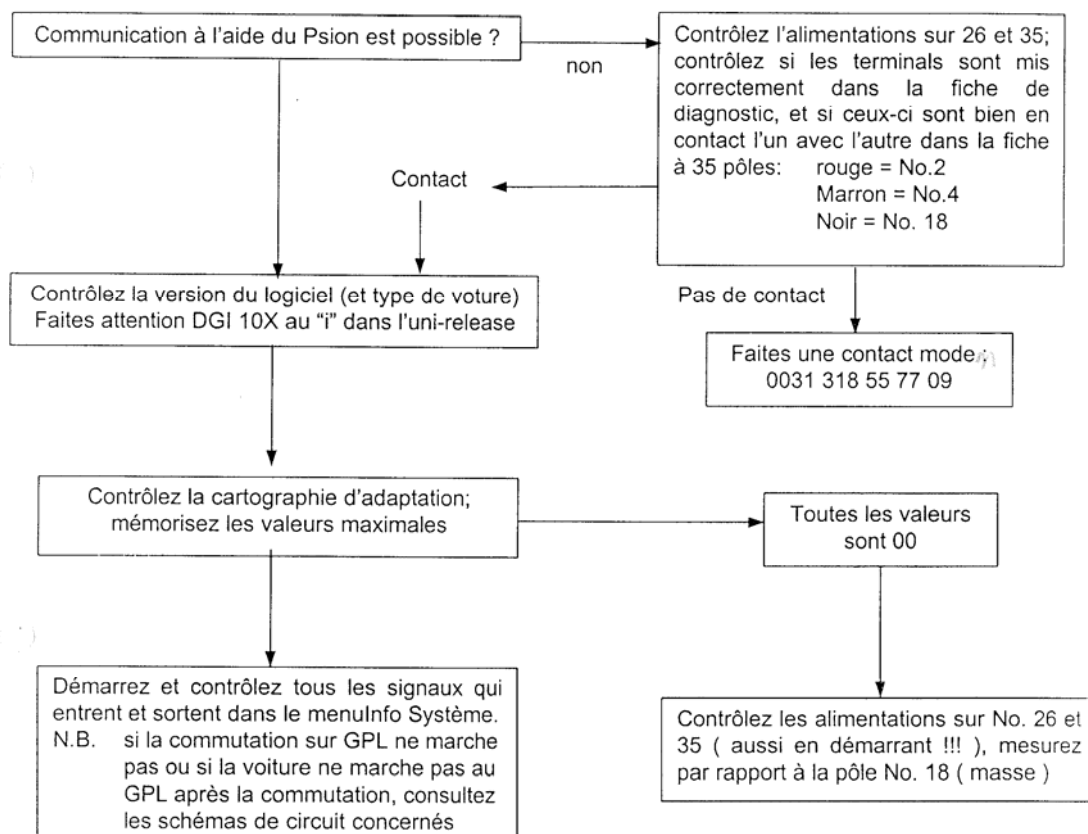 Communication à l'aide du Psion est possible ?
non
Contrôlez l'alimentations sur 26 et 35;
contrôlez si les terminals sont mis
correctement dans la fiche de
diagnostic, et si ceux-ci sont bien en
contact l'un avec l'autre dans la fiche
à 35 pôles: rouge = No.2
Marron = No.4
Noir = No. 18
Contact
Contrôlez la version du logiciel (et type de voture)
Faites attention DGI 10X au “i” dans l'uni-release
Pas de contact
Faites une contact mode :
0031 318 55 77 09
Contrôlez la cartographie d'adaptation;
mémorisez les valeurs maximales
Toutes les valeurs
sont 00
Démarrez et contrôlez tous les signaux qui
entrent et sortent dans le menuInfo Système.
N.B. si la commutation sur GPL ne marche
pas ou si la voiture ne marche pas au
GPL après la commutation, consultez
les schémas de circuit concernés
Contrôlez les alimentations sur No. 26 et
35 ( aussi en démarrant !!! ), mesurez
par rapport à la pôle No. 18 ( masse )